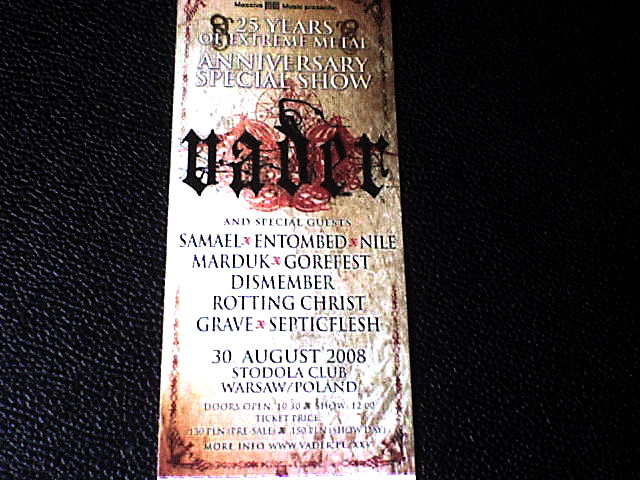 Massive Music presents:
25 YEARS
OF EXTREME METAL
ANNIVERSARY
SPECIAL SHOW
vader
AND SPECIAL GUESTS
SAMAEL x ENTOMBED x NILE
MARDUK x GOREFEST
DISMEMBER
ROTTING CHRIST
GRAVE x SEPTICFLESH
30 AUGUST 2008
STODOLA CLUB
WARSAW/POLAND
DOORS OPEN: 10:30 x SHOW: 12:00
TICKET PRICE
130 PLN (PRE-SALE) x 150 PLN (SHOW DAY)
MORE INFO WWW.VADER.PL/XXV